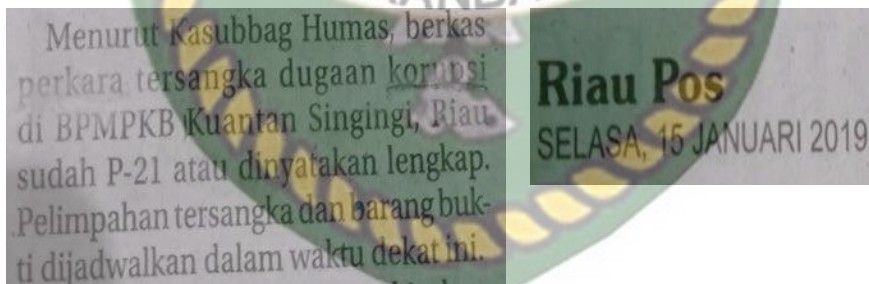 Menurut Kasubbag Humas, berkas
perkara tersangka dugaan korupsi
di BPMPKB Kuantan Singingi, Riau
sudah P-21 atau dinyatakan lengkap.
Pelimpahan tersangka dan barang buk-
ti dijadwalkan dalam waktu dekat ini.
Riau Pos
SELASA, 15 JANUARI 2019